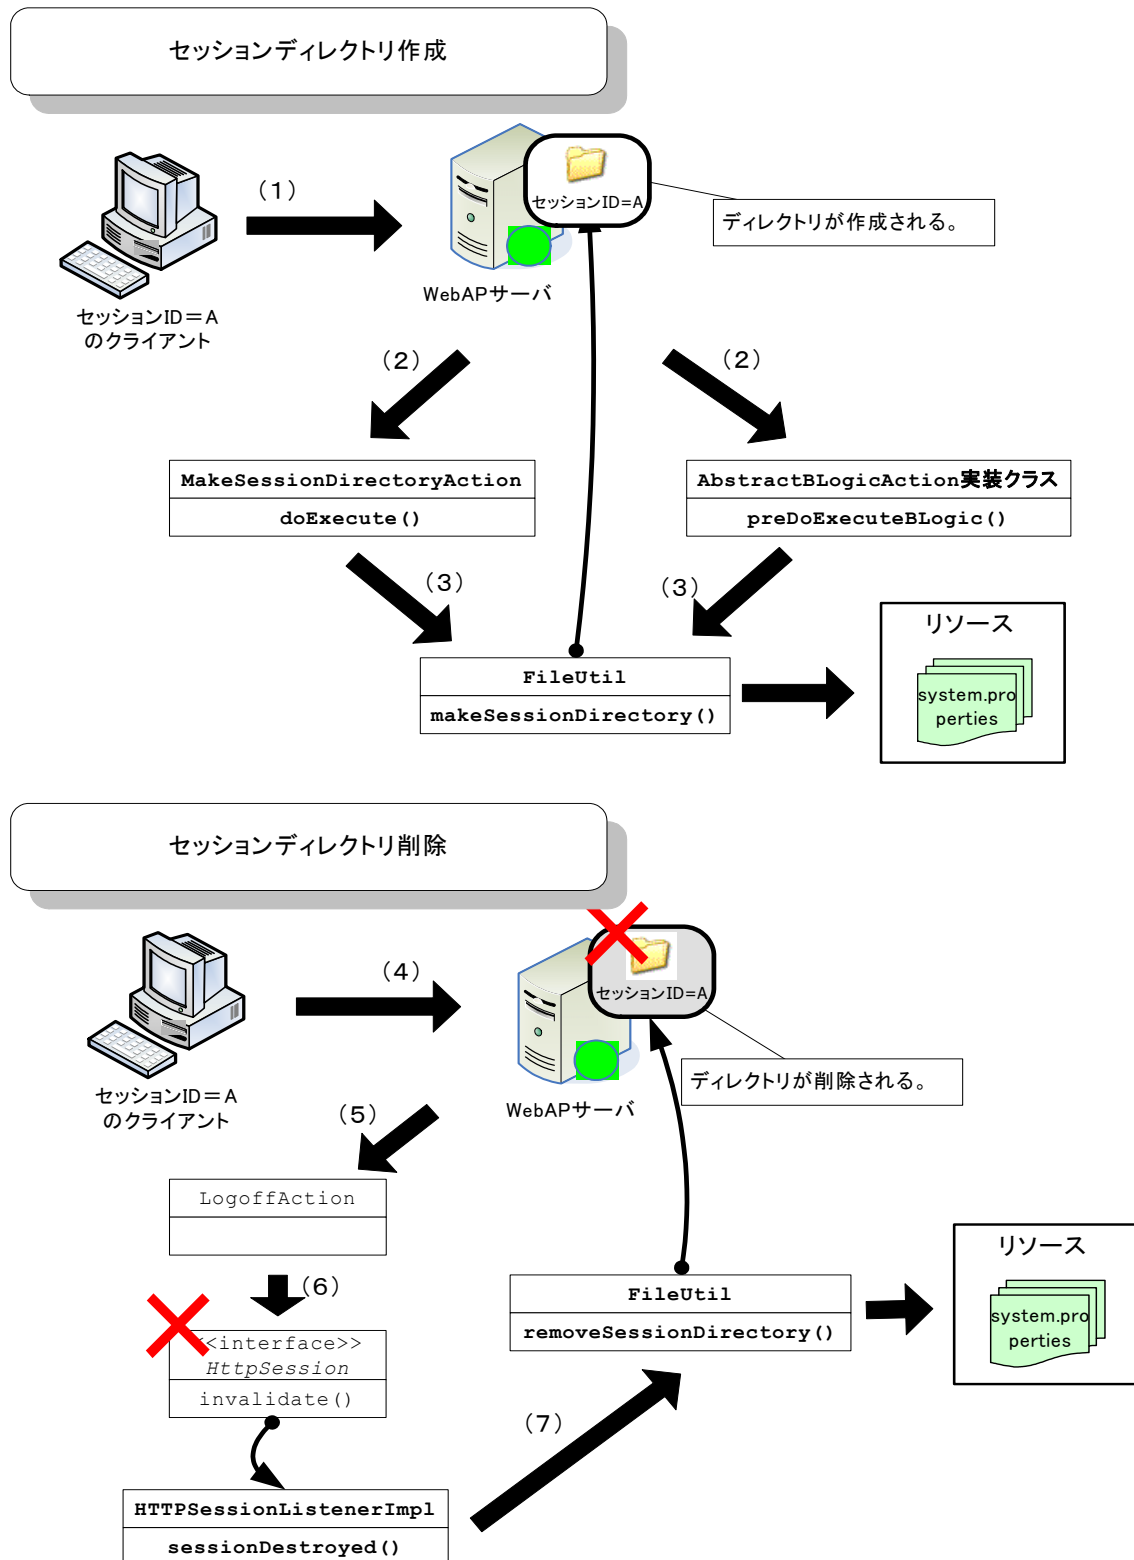 セッションディレクトリ作成
(1)
セッションID=A
ディレクトリが作成される。
WebAPサーバ
セッションID=A
のクライアント
(2)
(2)
MakeSessionDirectoryAction
doExecute()
AbstractBLogicAction実装クラス
preDoExecuteBLogic()
(3)
(3)
リソース
FileUtil
makeSessionDirectory()
system.pro
perties
セッションディレクトリ削除
(4)
セッションID=A
ディレクトリが削除される。
セッションID=A
のクライアント
WebAPサーバ
(5)
LogoffAction
リソース
(6)
FileUtil
removeSessionDirectory()
system.pro
perties
<<interface>>
HttpSession
invalidate()
(7)
HTTPSessionListenerImpl
sessionDestroyed()